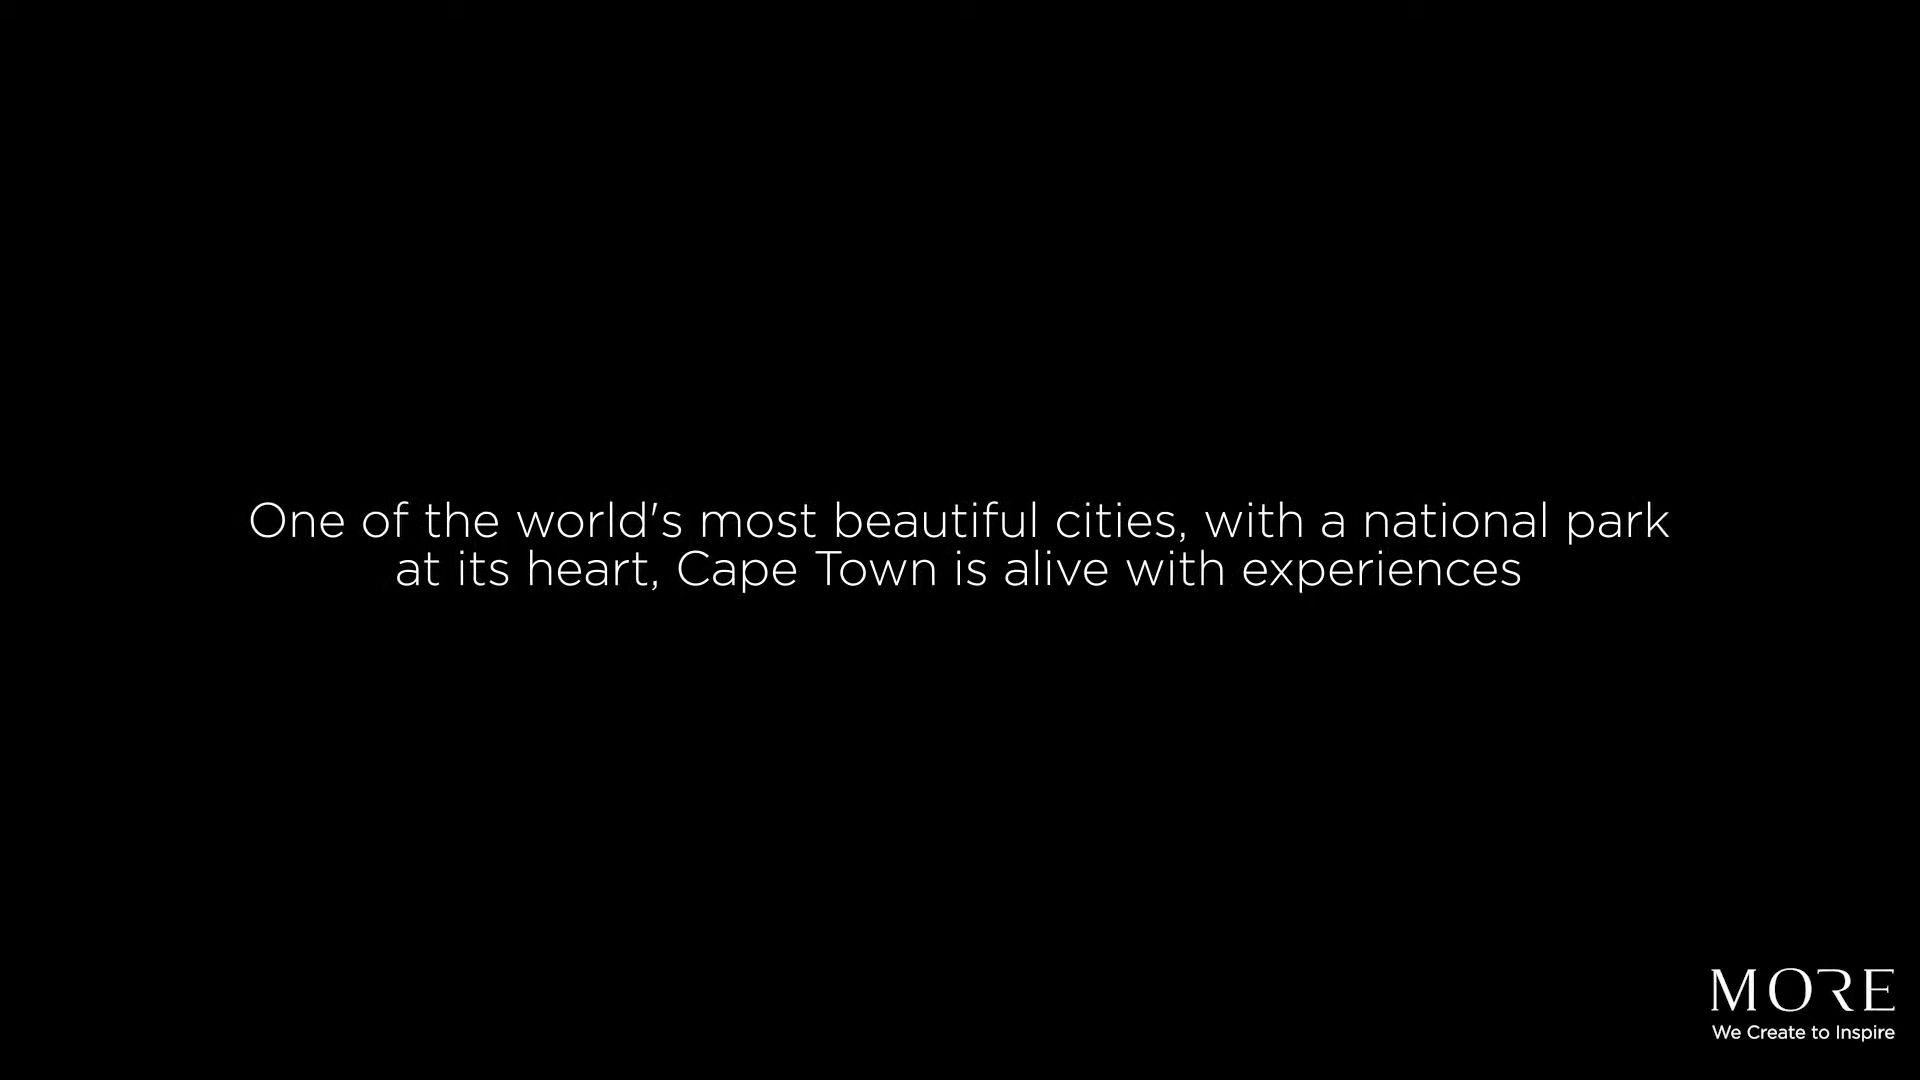 One of the world's most beautiful cities, with a national park
at its heart, Cape Town is alive with experiences
MORE
We Create to Inspire